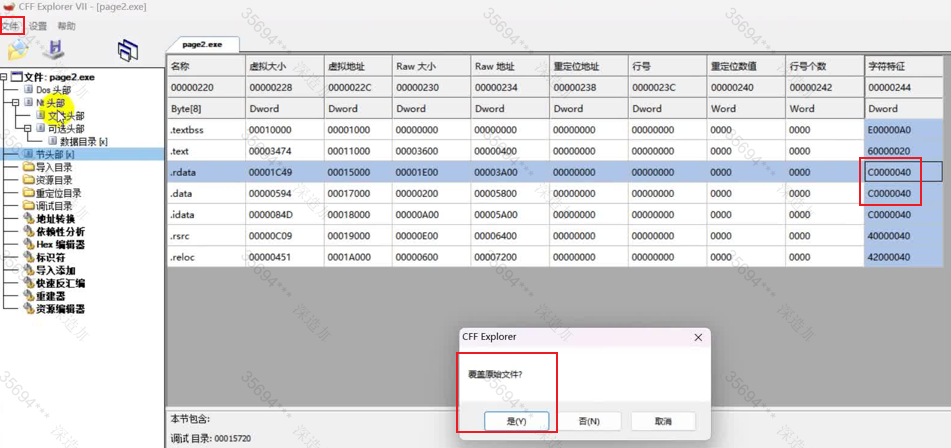 CFF Explorer VII - [page2.exe]
文件 设置 帮助
page2.exe
文件: page2.exe
Dos 头部
Nt 头部
文件头部
可选头部
数据目录 [x]
节头部 [x]
导入目录
资源目录
重定位目录
调试目录
地址转换
依赖性分析
Hex 编辑器
标识符
导入添加
快速反汇编
重建器
资源编辑器
名称 虚拟大小 虚拟地址 Raw 大小 Raw 地址 重定位地址 行号 重定位数值 行号个数 字符特征
00000220 00000228 0000022C 00000230 00000234 00000238 0000023C 00000240 00000242 00000244
Byte[8] Dword Dword Dword Dword Dword Dword Word Word Dword
.textbss 00010000 00001000 00000000 00000000 00000000 00000000 0000 0000 E00000A0
.text 00003474 00011000 00003600 00000400 00000000 00000000 0000 0000 60000020
.rdata 00001C49 00015000 00001E00 00003A00 00000000 00000000 0000 0000 C0000040
.data 00000594 00017000 00000200 00005800 00000000 00000000 0000 0000 C0000040
.idata 0000084D 00018000 00000A00 00005A00 00000000 00000000 0000 0000 C0000040
.rsrc 00000C09 00019000 00000E00 00006400 00000000 00000000 0000 0000 40000040
.reloc 00000451 0001A000 00000600 00007200 00000000 00000000 0000 0000 42000040
CFF Explorer
覆盖原始文件?
是(Y) 否(N) 取消
本节包含:
调试 目录: 00015720